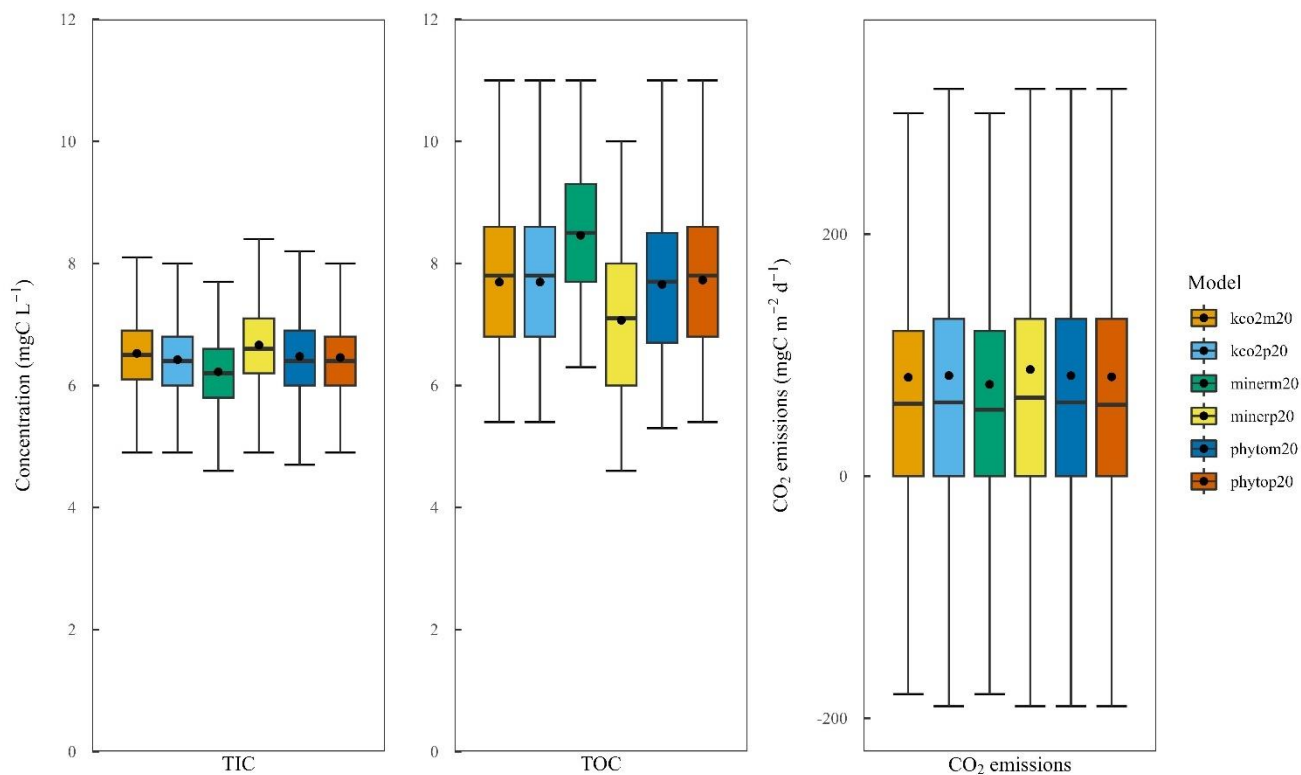 12
10
8
6
4
2
0
Concentration (mgC L⁻¹)
TIC
12
10
8
6
4
2
0
TOC
200
0
-200
CO₂ emissions (mgC m⁻² d⁻¹)
CO₂ emissions
Model
kco2m20
kco2p20
minerm20
minerp20
phytom20
phytop20